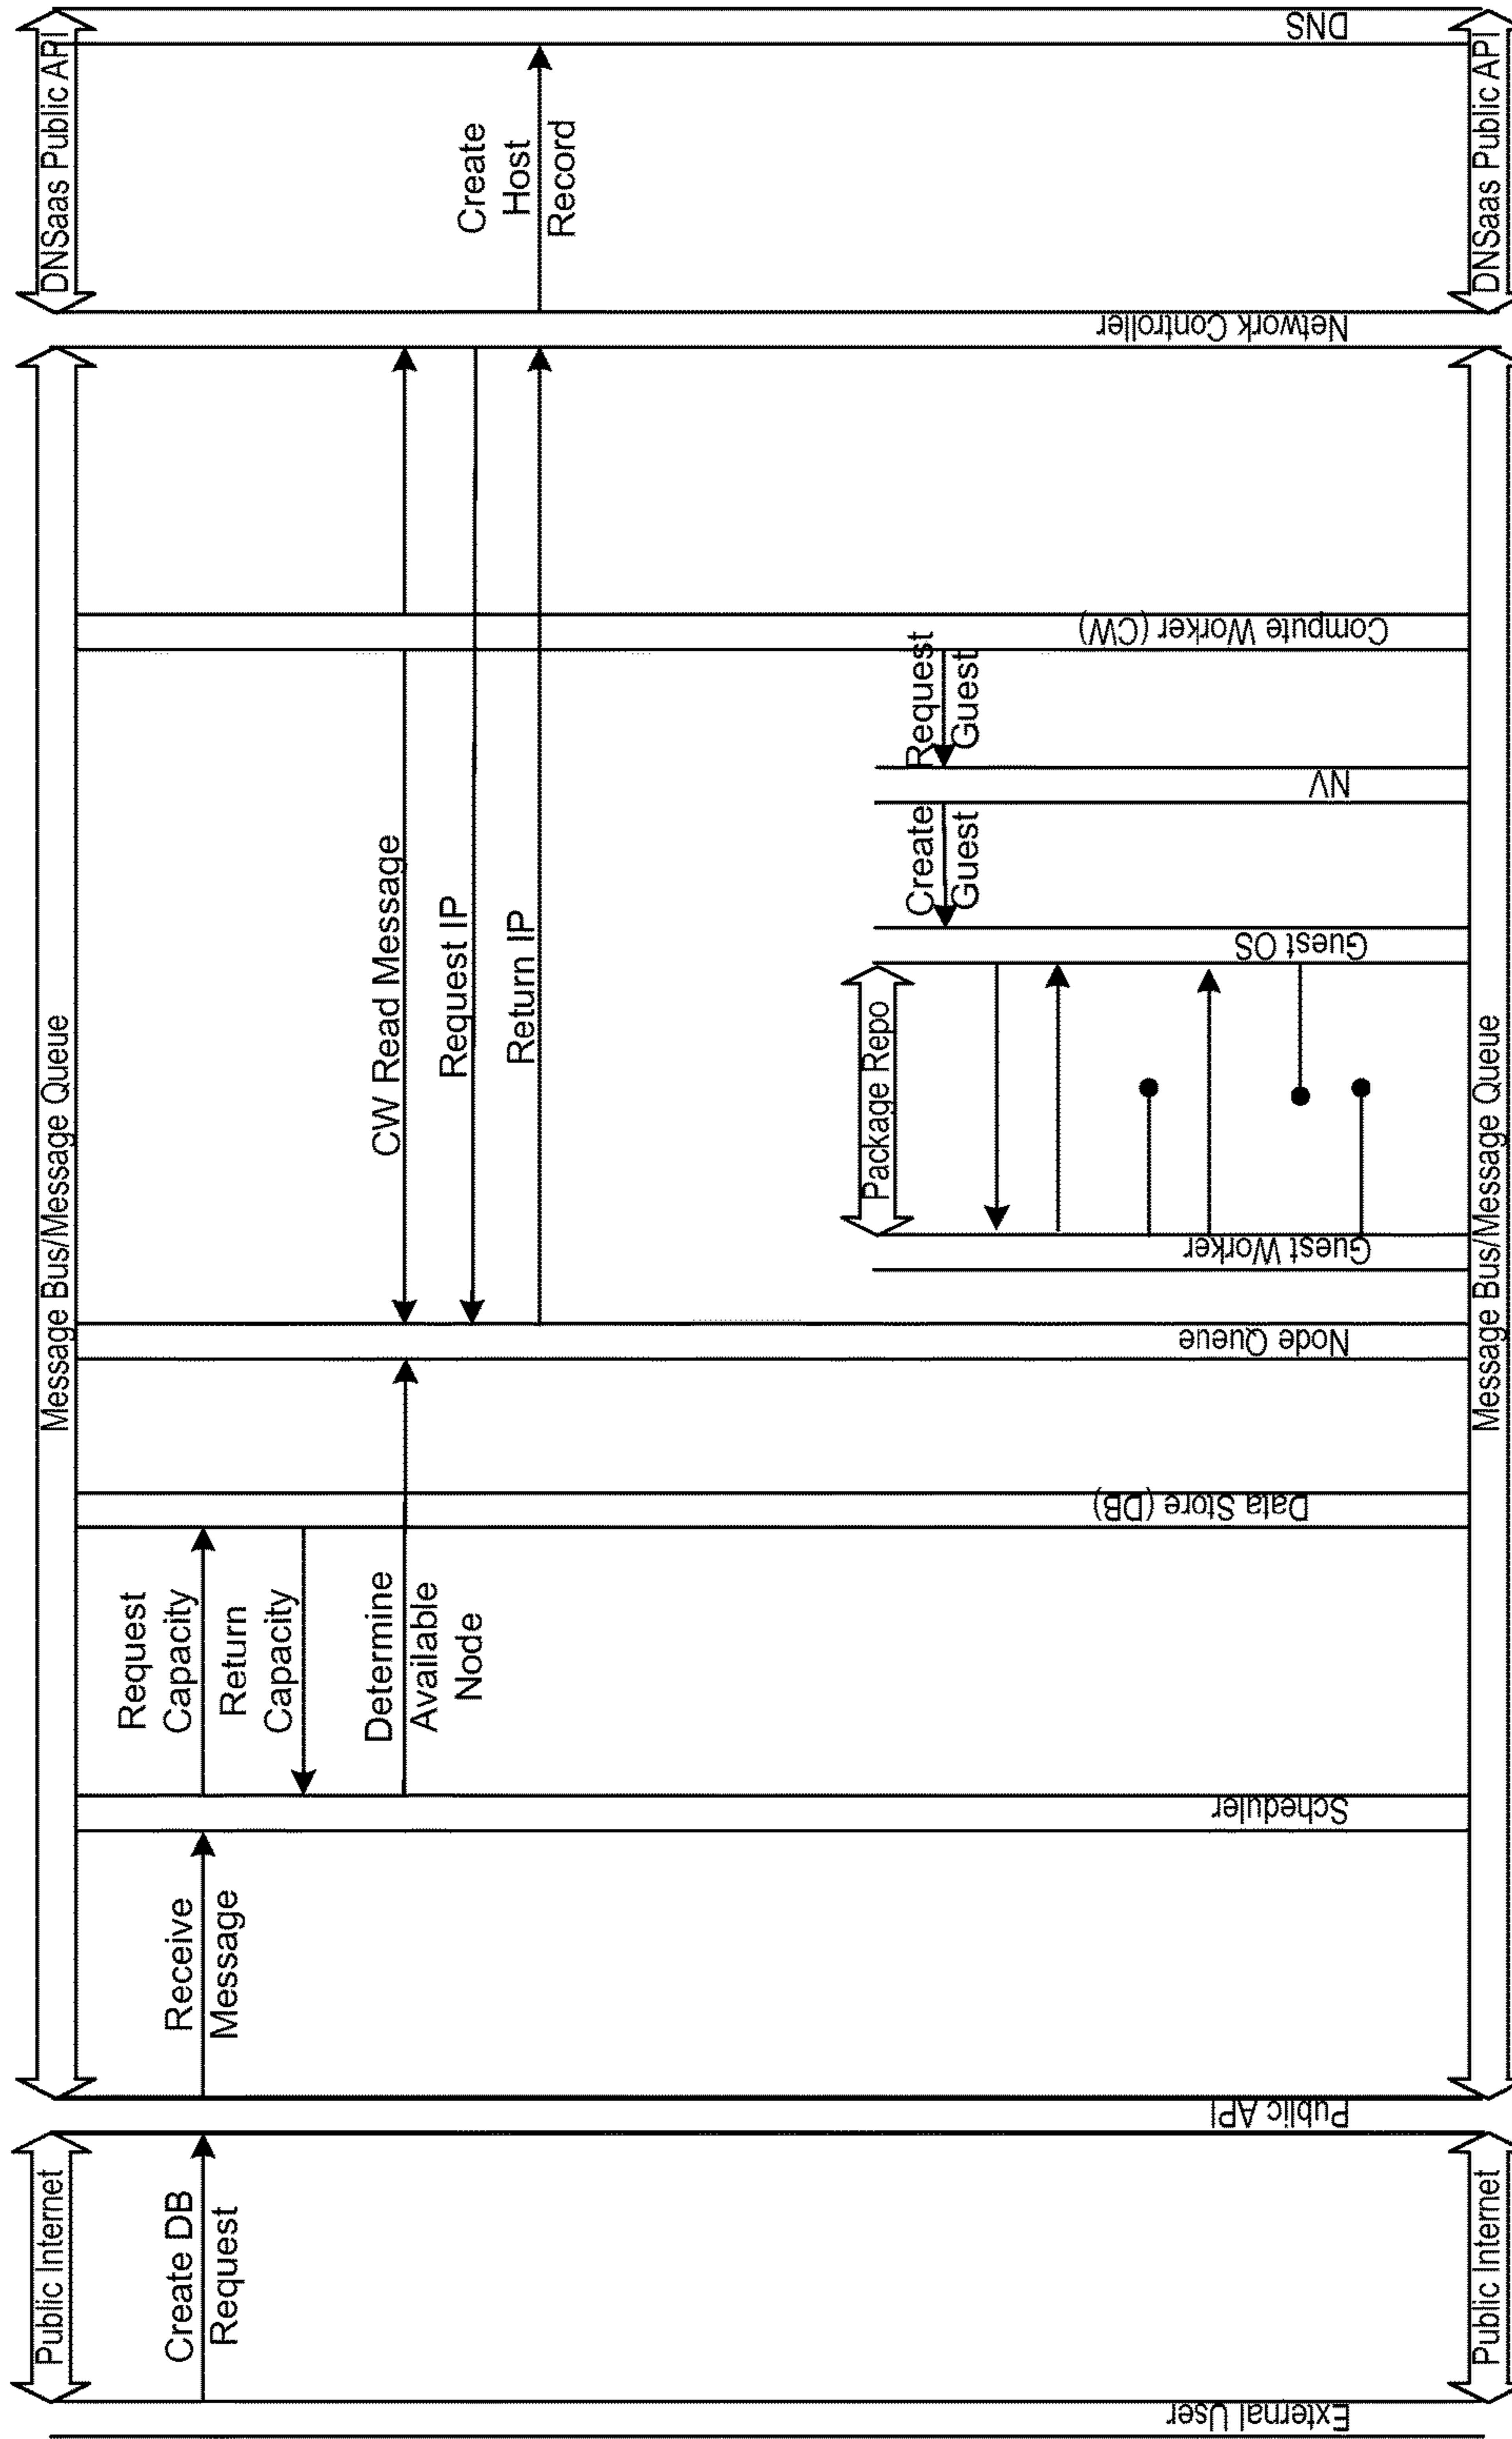 Public Internet
Message Bus/Message Queue
DNSaas Public API
Create DB
Request
Receive
Message
Request
Capacity
Return
Capacity
Determine
Available
Node
CW Read Message
Request IP
Return IP
Create
Host
Record
Package Repo
Create
Guest
Request
Guest
External User
Public API
Scheduler
Data Store (DB)
Node Queue
Guest Worker
Guest OS
NV
Compute Worker (CW)
Network Controller
DNS
Public Internet
Message Bus/Message Queue
DNSaas Public API